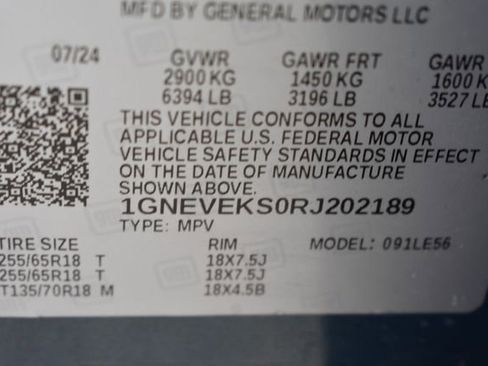 MFD BY GENERAL MOTORS LLC
07/24 GVWR GAWR FRT GAWR
2900 KG 1450 KG 1600 K
6394 LB 3196 LB 3527 LB
THIS VEHICLE CONFORMS TO ALL
APPLICABLE U.S. FEDERAL MOTOR
VEHICLE SAFETY STANDARDS IN EFFECT
ON THE DATE OF MANUFACTURE
SHOWN ABOVE.
1GNEVEKS0RJ202189
TYPE: MPV
TIRE SIZE RIM MODEL: 091LE56
255/65R18 T 18X7.5J
255/65R18 T 18X7.5J
T135/70R18 M 18X4.5B